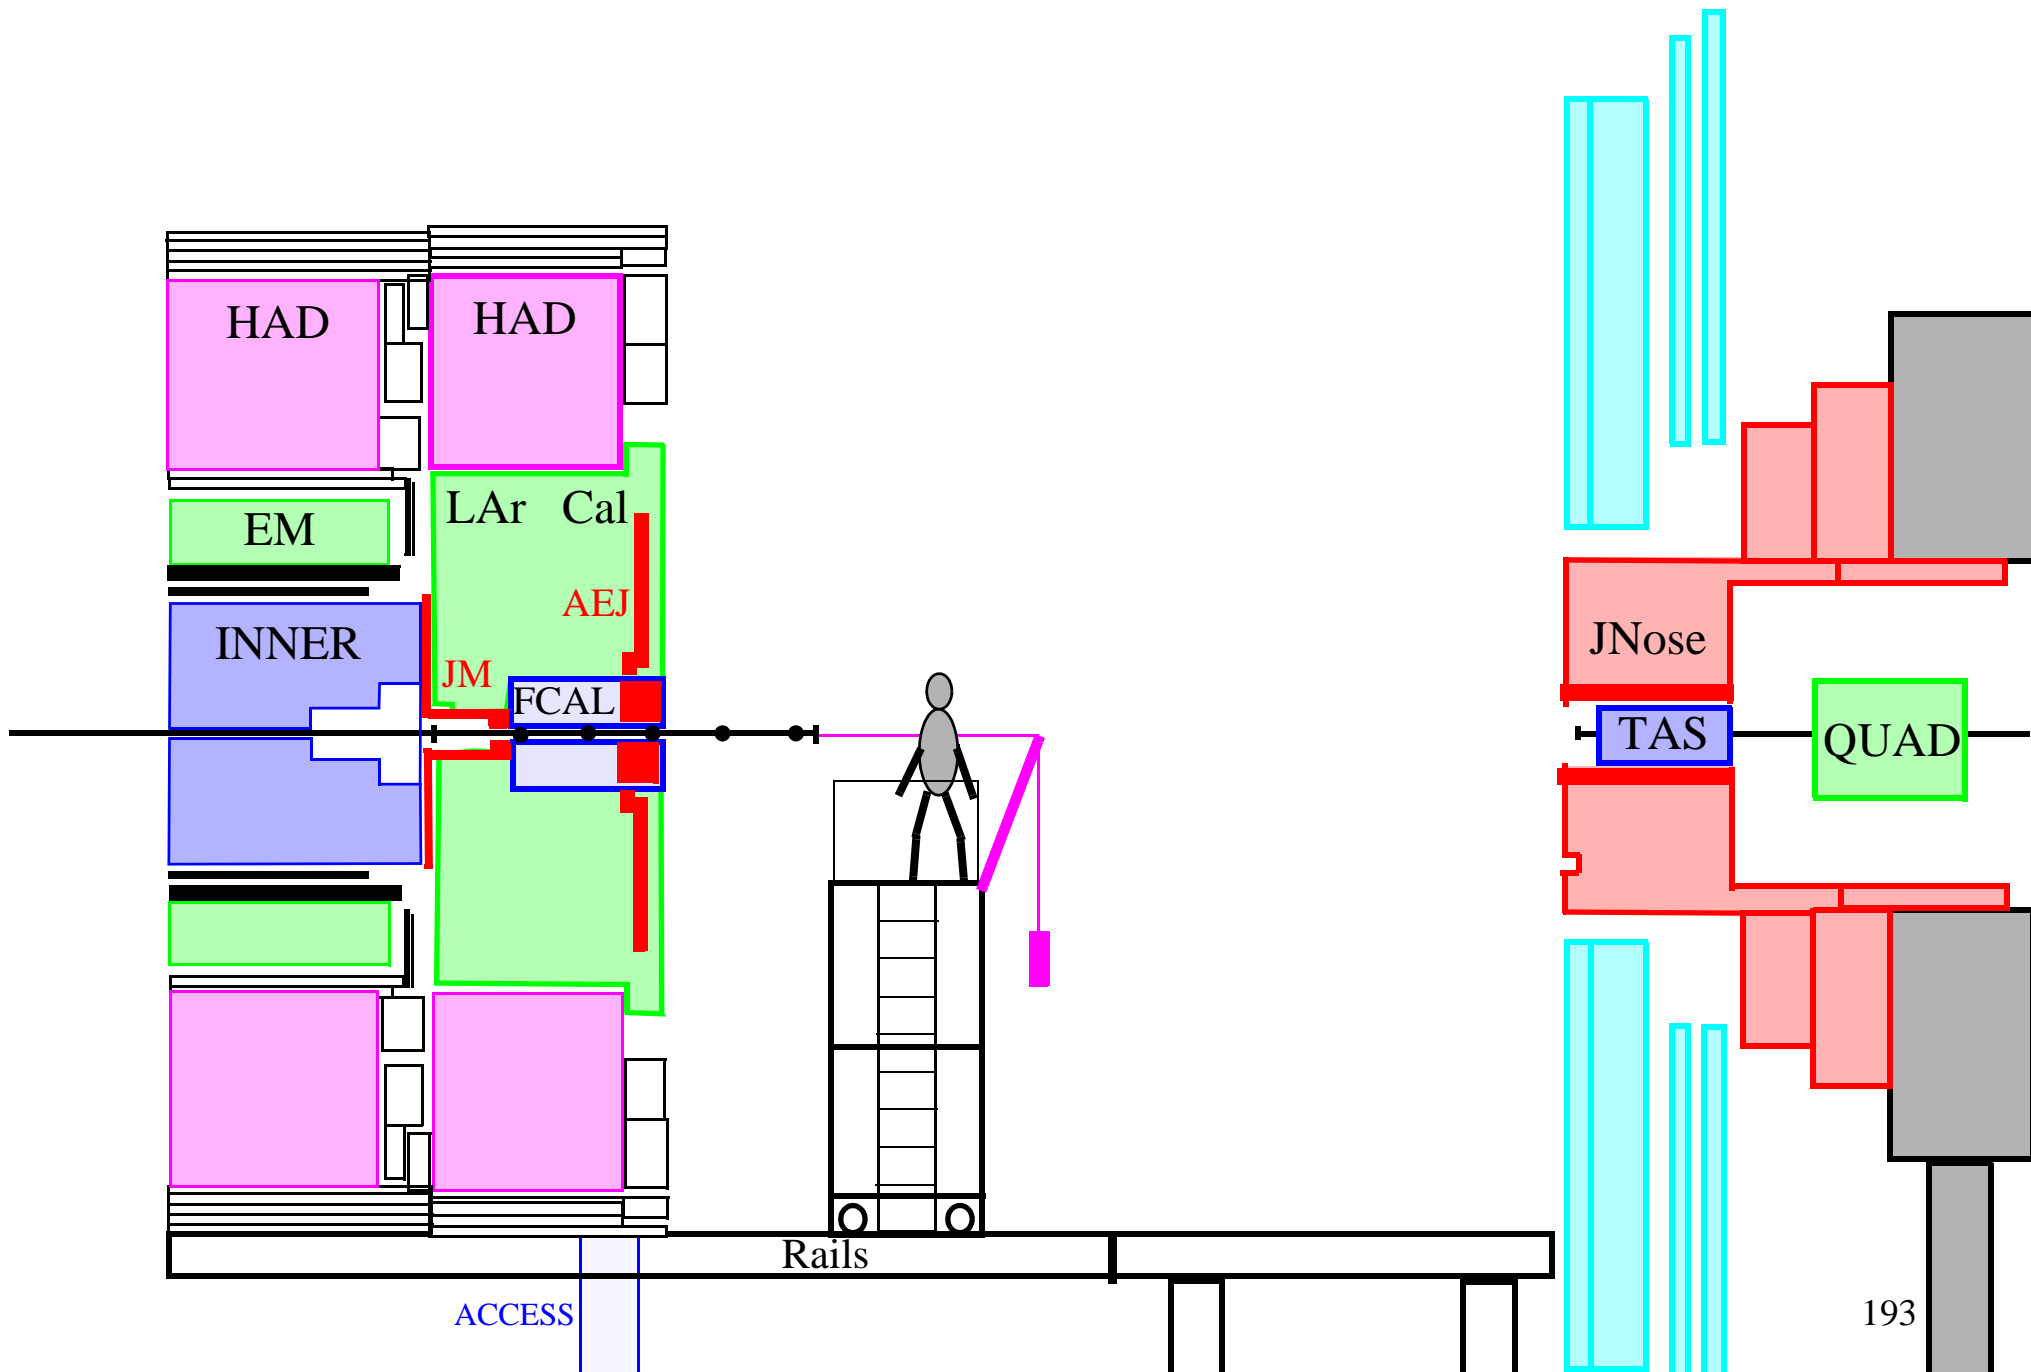 HAD
HAD
LAr Cal
EM
AEJ
INNER
JM
FCAL
JNose
TAS
QUAD
Rails
ACCESS
193